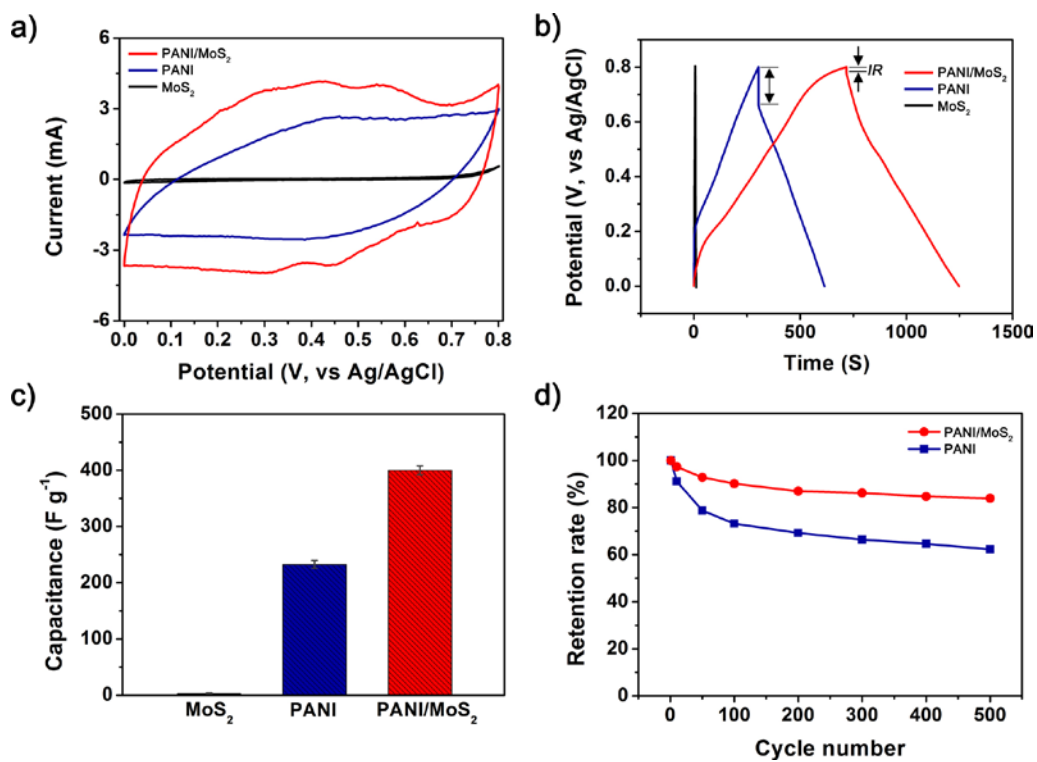 a)
PANI/MoS₂
PANI
MoS₂
6
3
0
-3
-6
Current (mA)
0.0 0.1 0.2 0.3 0.4 0.5 0.6 0.7 0.8
Potential (V, vs Ag/AgCl)
b)
IR
PANI/MoS₂
PANI
MoS₂
0.8
0.6
0.4
0.2
0.0
Potential (V, vs Ag/AgCl)
0 500 1000 1500
Time (S)
c)
500
400
300
200
100
0
Capacitance (F g⁻¹)
MoS₂ PANI PANI/MoS₂
d)
PANI/MoS₂
PANI
120
100
80
60
40
20
0
Retention rate (%)
0 100 200 300 400 500
Cycle number